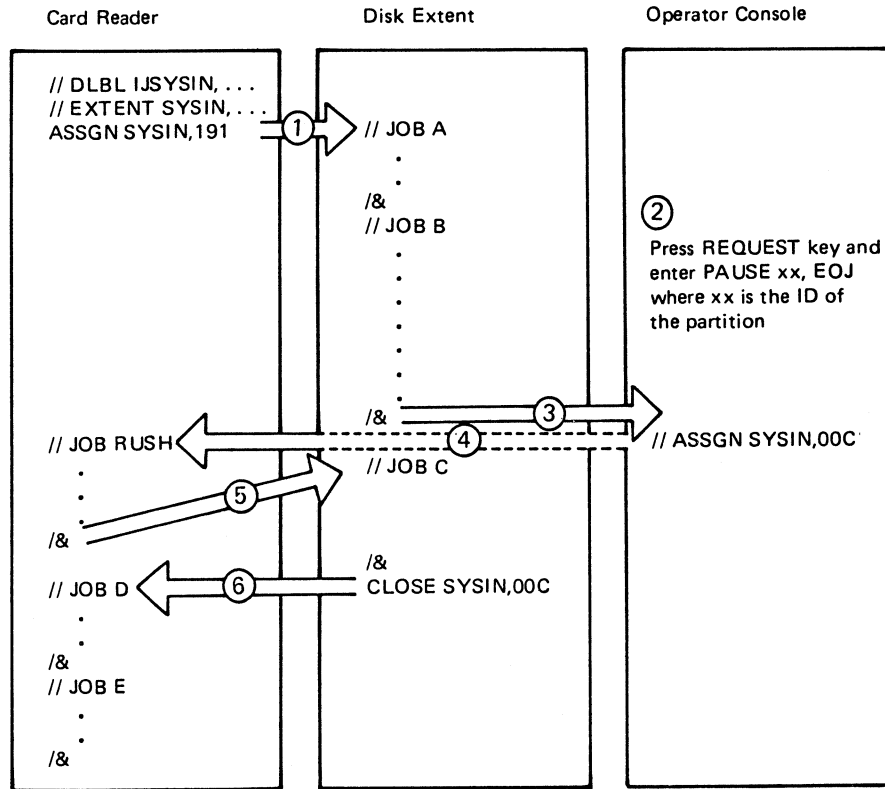 Card Reader
Disk Extent
Operator Console
// DLBL IJSYSIN, . . .
// EXTENT SYSIN, . . .
ASSGN SYSIN,191
1
// JOB A
.
.
/&
// JOB B
.
.
.
.
.
.
.
/&
2
Press REQUEST key and
enter PAUSE xx, EOJ
where xx is the ID of
the partition
3
4
// JOB RUSH
.
.
.
/&
// ASSGN SYSIN,00C
// JOB C
5
/&
CLOSE SYSIN,00C
6
// JOB D
.
.
/&
// JOB E
.
.
/&